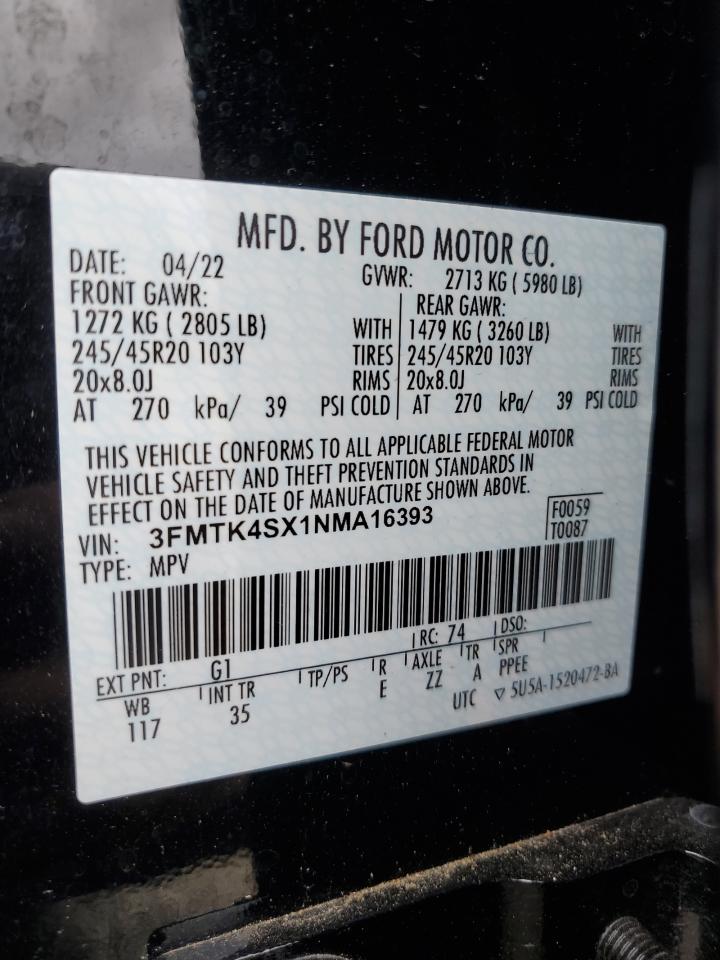 MFD. BY FORD MOTOR CO.
DATE: 04/22 GVWR: 2713 KG ( 5980 LB)
FRONT GAWR: REAR GAWR:
1272 KG ( 2805 LB) WITH 1479 KG ( 3260 LB) WITH
245/45R20 103Y TIRES 245/45R20 103Y TIRES
20x8.0J RIMS 20x8.0J RIMS
AT 270 kPa/ 39 PSI COLD AT 270 kPa/ 39 PSI COLD
THIS VEHICLE CONFORMS TO ALL APPLICABLE FEDERAL MOTOR
VEHICLE SAFETY AND THEFT PREVENTION STANDARDS IN
EFFECT ON THE DATE OF MANUFACTURE SHOWN ABOVE.
VIN: 3FMTK4SX1NMA16393 F0059
TYPE: MPV T0087
EXT PNT: G1 RC: 74 DSO:
WB INT TR TP/PS R AXLE TR SPR
117 35 E ZZ A PPEE
UTC ▽ 5U5A-1520472-BA